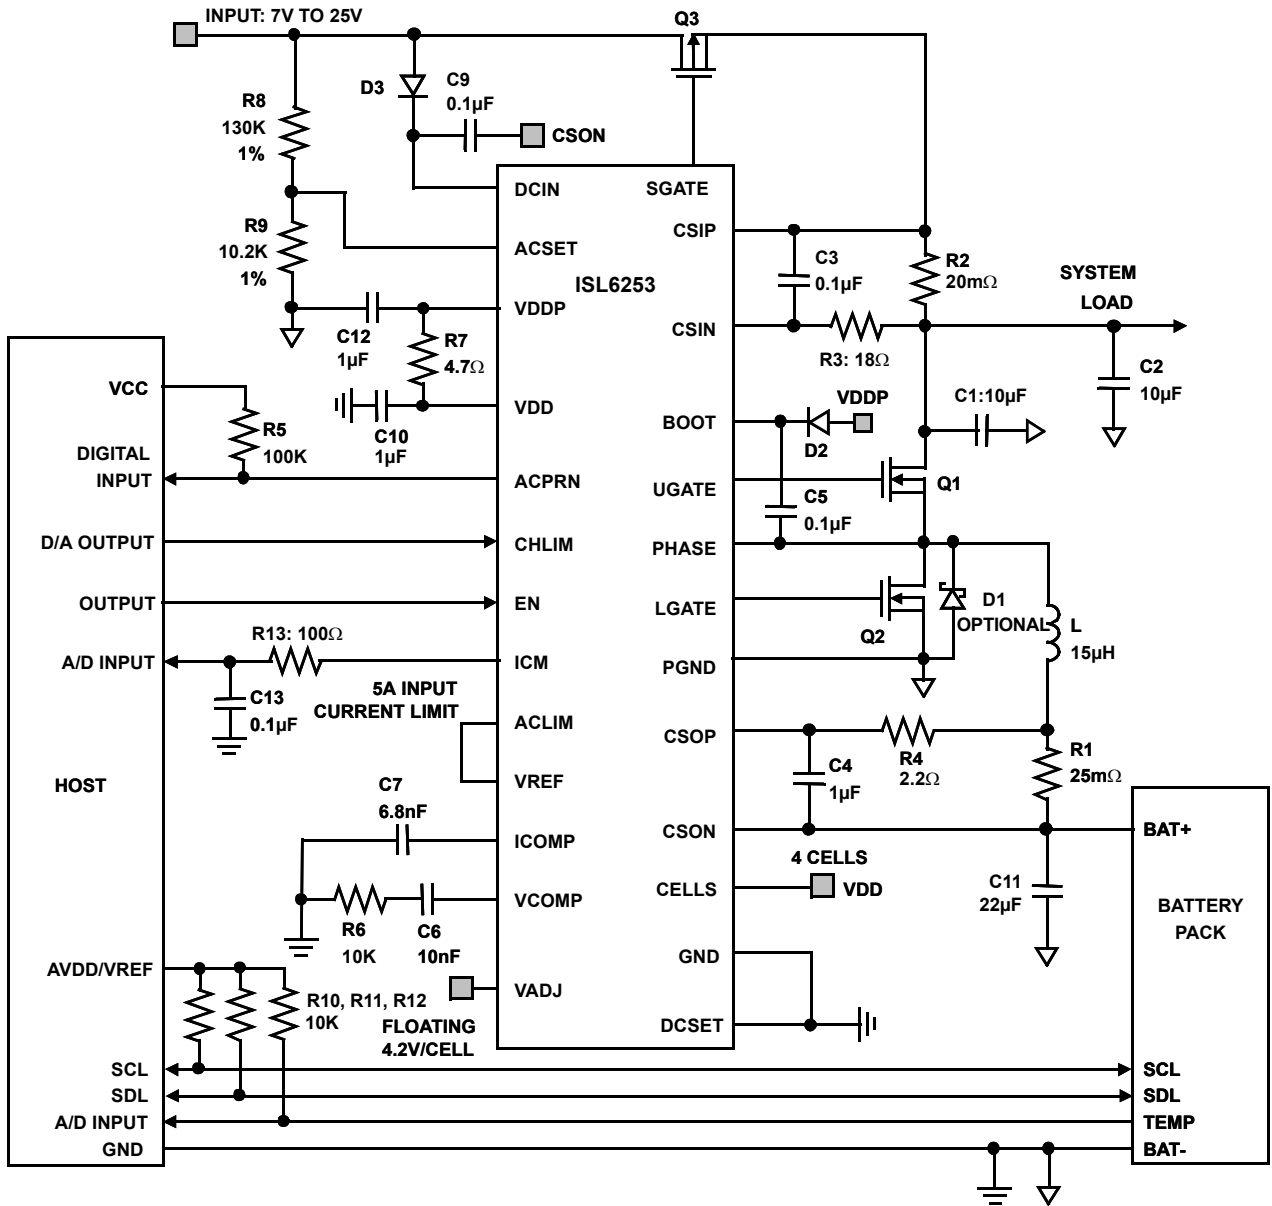 INPUT: 7V TO 25V
Q3
D3
C9
0.1µF
CSON
R8
130K
1%
DCIN
SGATE
R9
10.2K
1%
ACSET
CSIP
ISL6253
C3
0.1µF
R2
20mΩ
SYSTEM
LOAD
VDDP
CSIN
C12
1µF
R7
4.7Ω
R3: 18Ω
C2
10µF
VCC
VDD
C10
1µF
BOOT
VDDP
D2
C1:10µF
R5
100K
DIGITAL
INPUT
ACPRN
UGATE
Q1
C5
0.1µF
D/A OUTPUT
CHLIM
PHASE
OUTPUT
EN
LGATE
Q2
D1
OPTIONAL
L
15µH
R13: 100Ω
A/D INPUT
ICM
PGND
C13
0.1µF
5A INPUT
CURRENT LIMIT
ACLIM
CSOP
R4
2.2Ω
R1
25mΩ
C4
1µF
HOST
VREF
C7
6.8nF
ICOMP
CSON
BAT+
4 CELLS
CELLS
VDD
C11
22µF
BATTERY
PACK
VCOMP
R6
10K
C6
10nF
GND
AVDD/VREF
VADJ
R10, R11, R12
10K
FLOATING
4.2V/CELL
DCSET
SCL
SCL
SDL
SDL
A/D INPUT
TEMP
GND
BAT-